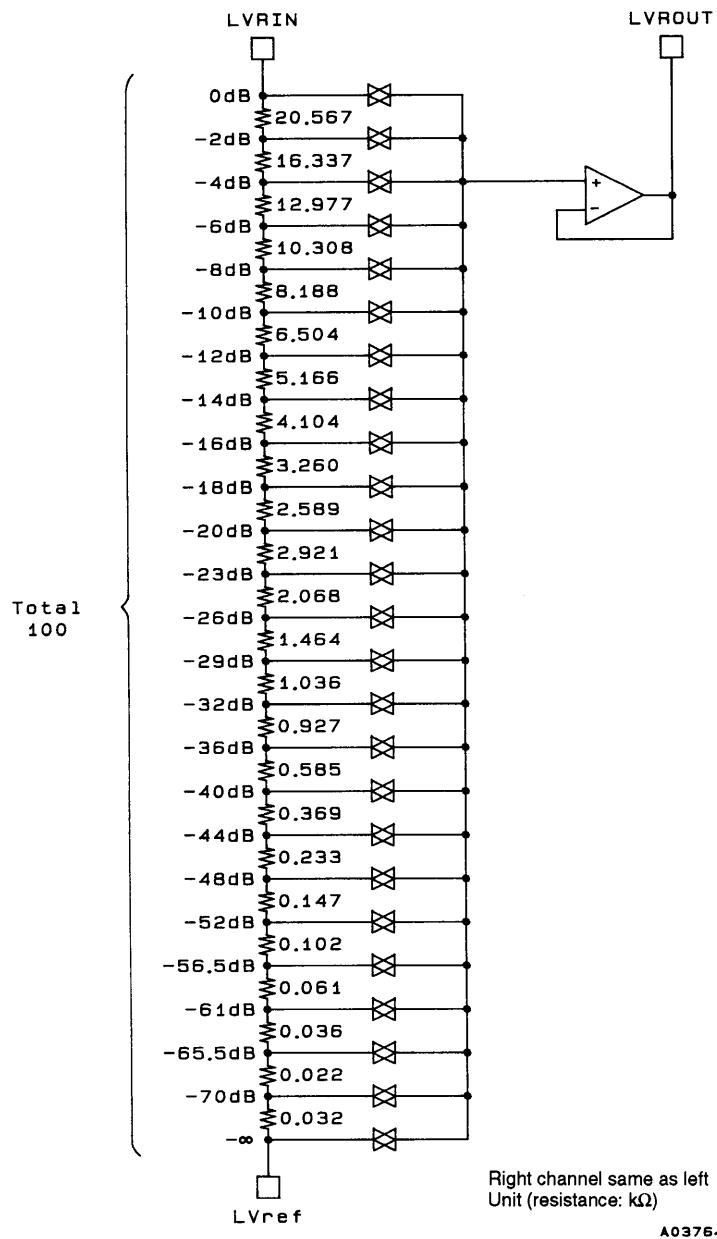 LVRIN
LVROUT
0dB
20.567
-2dB
16.337
-4dB
+
12.977
-
-6dB
10.308
-8dB
8.188
-10dB
6.504
-12dB
5.166
-14dB
4.104
-16dB
3.260
-18dB
2.589
-20dB
2.921
-23dB
2.068
Total
100
-26dB
1.464
-29dB
1.036
-32dB
0.927
-36dB
0.585
-40dB
0.369
-44dB
0.233
-48dB
0.147
-52dB
0.102
-56.5dB
0.061
-61dB
0.036
-65.5dB
0.022
-70dB
0.032
-∞
LVref
Right channel same as left
Unit (resistance: kΩ)